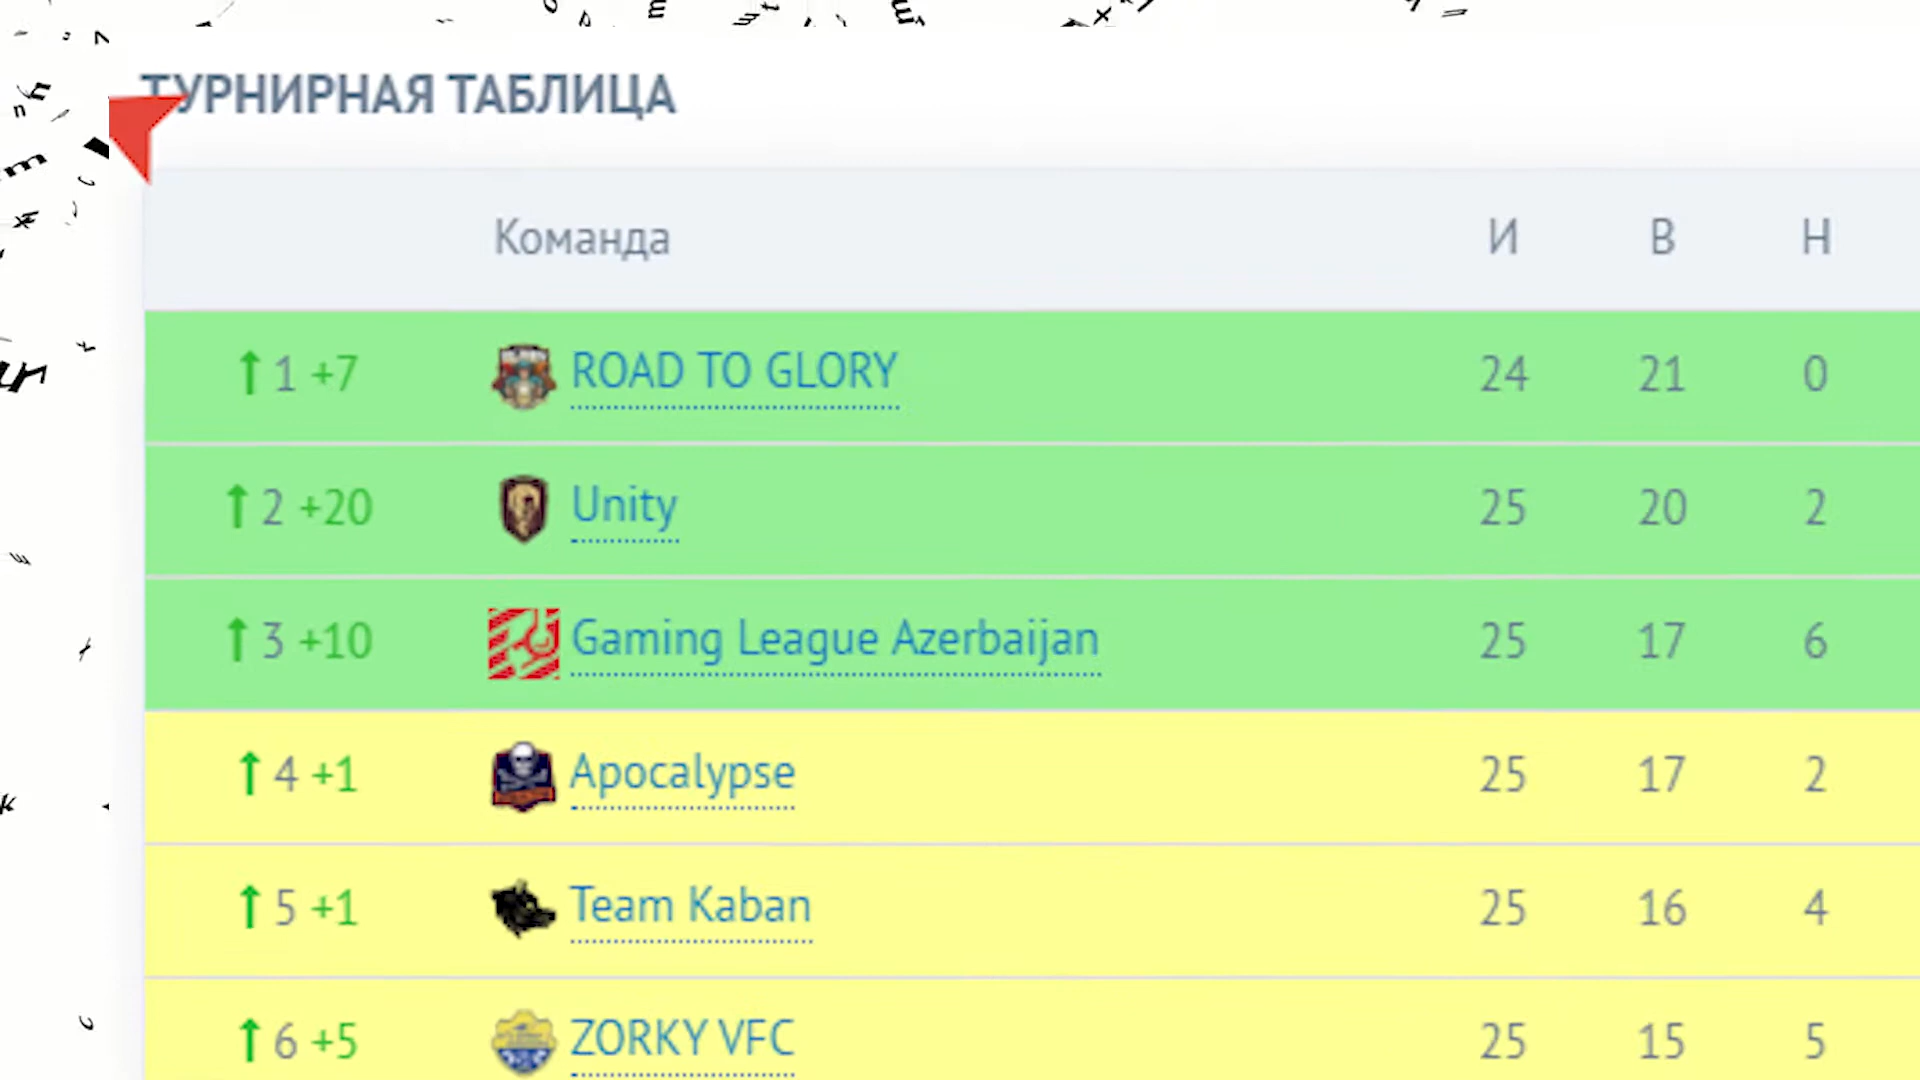 ТУРНИРНАЯ ТАБЛИЦА
Команда И В Н
1 +7 ROAD TO GLORY 24 21 0
2 +20 Unity 25 20 2
3 +10 Gaming League Azerbaijan 25 17 6
4 +1 Apocalypse 25 17 2
5 +1 Team Kaban 25 16 4
6 +5 ZORKY VFC 25 15 5